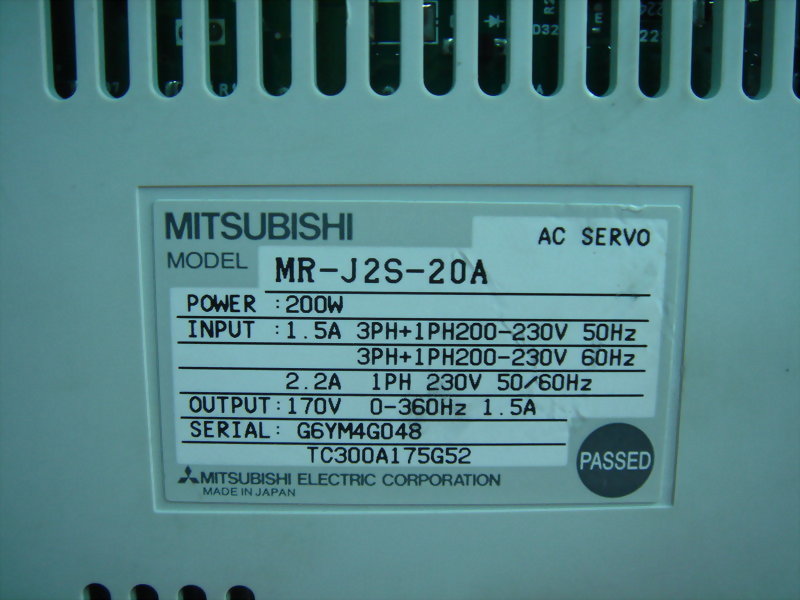 MITSUBISHI
AC SERVO
MODEL MR-J2S-20A
POWER :200W
INPUT :1.5A 3PH+1PH200-230V 50Hz
3PH+1PH200-230V 60Hz
2.2A 1PH 230V 50/60Hz
OUTPUT:170V 0-360Hz 1.5A
SERIAL: G6YM4G048
TC300A175G52
PASSED
MITSUBISHI ELECTRIC CORPORATION
MADE IN JAPAN